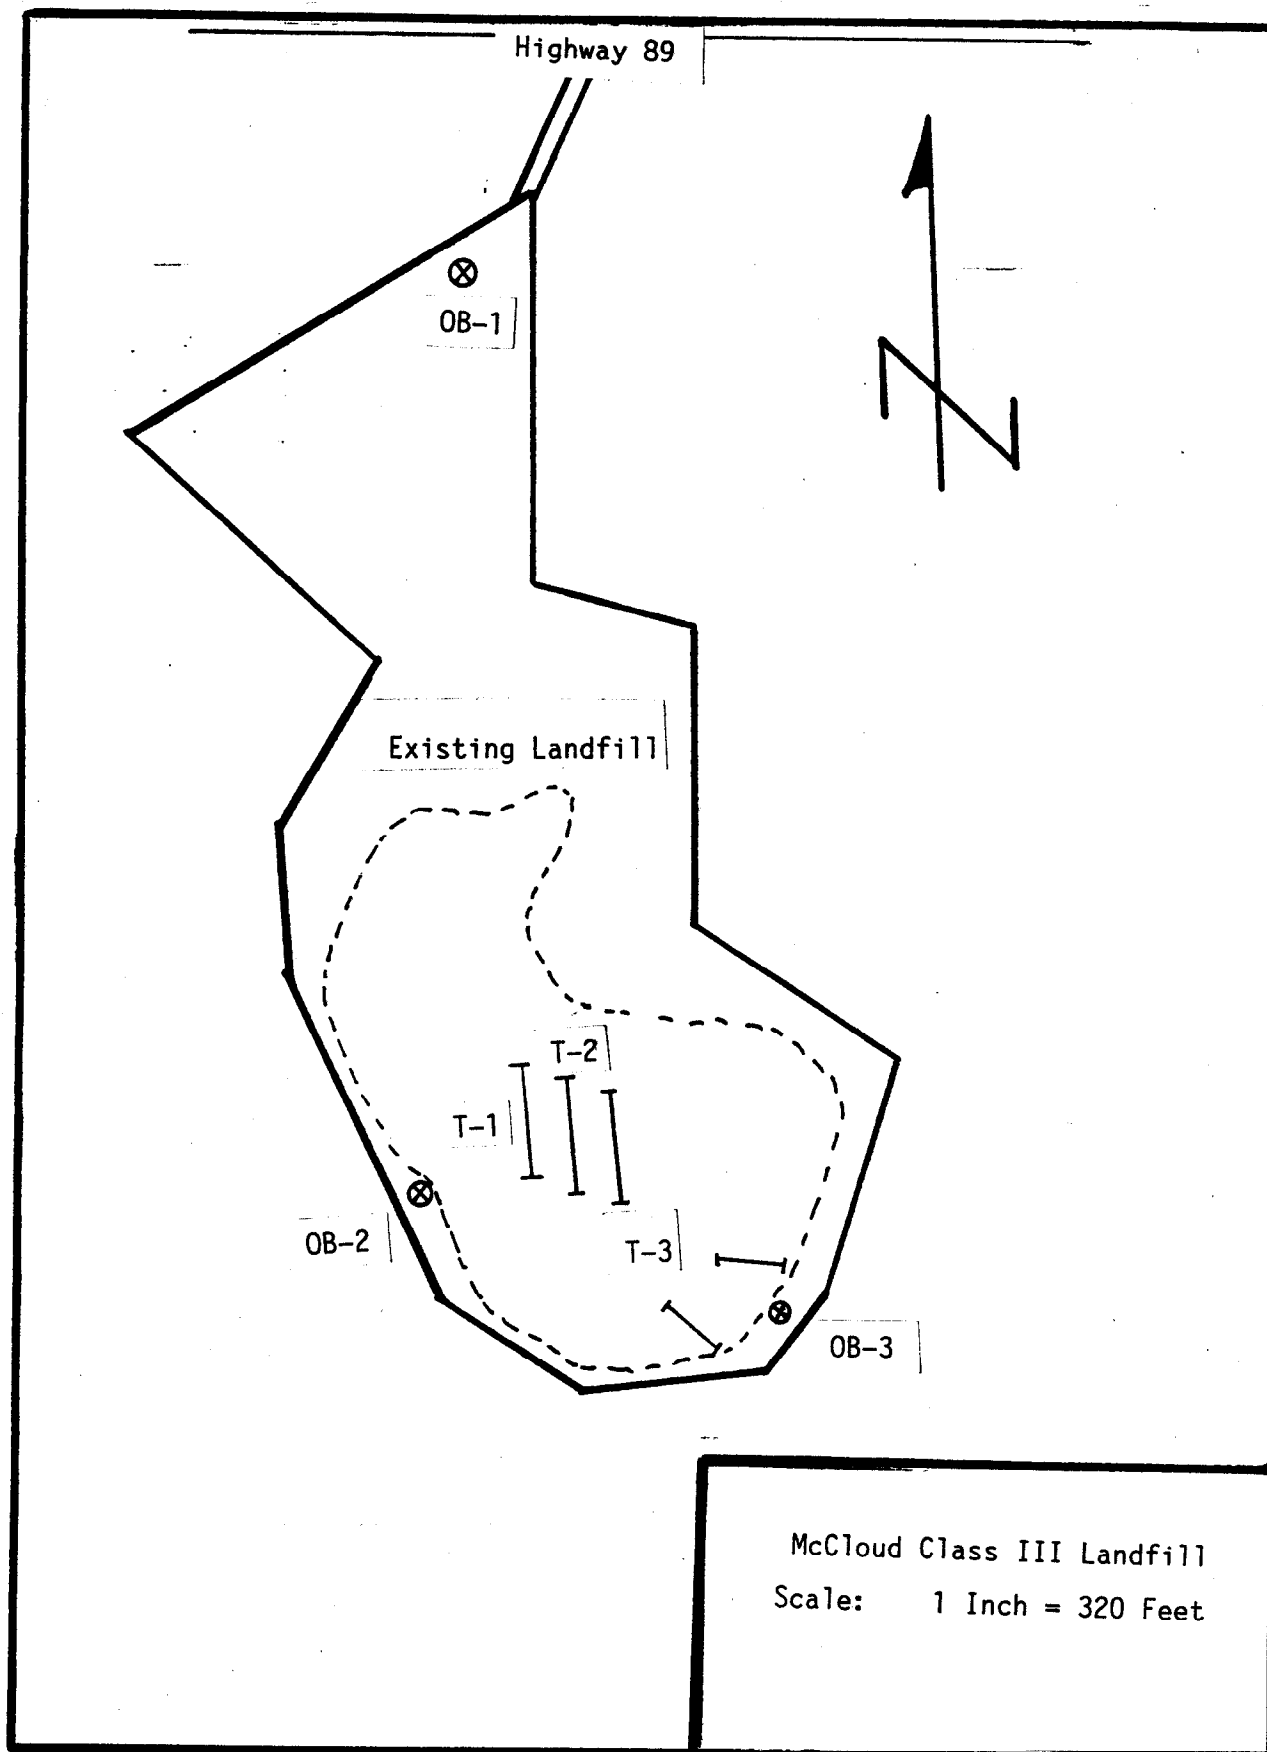 Highway 89
OB-1
N
Existing Landfill
T-2
T-1
OB-2
T-3
OB-3
McCloud Class III Landfill
Scale: 1 Inch = 320 Feet